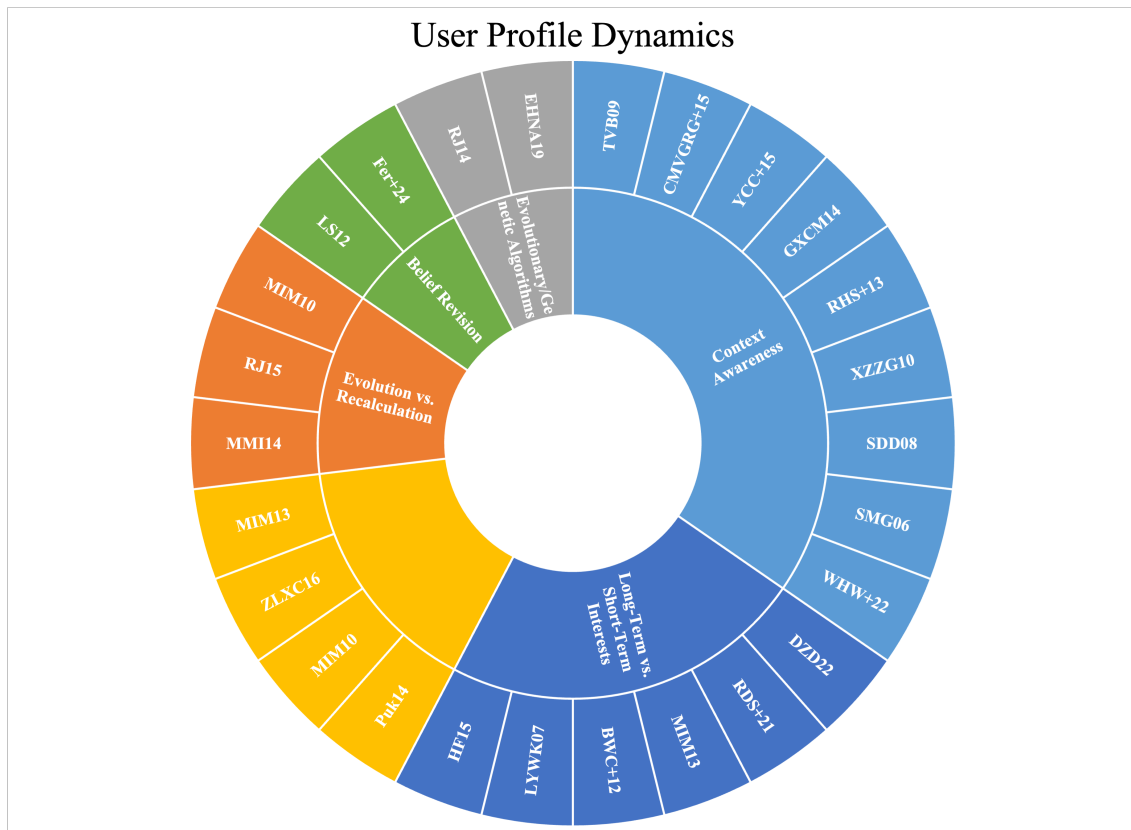 User Profile Dynamics
TVB09
CMVGRG+15
YCC+15
GXCM14
RHS+13
XZZG10
SDD08
SMG06
WHW+22
DZD22
RDS+21
MIM13
BWC+12
LYWK07
HF15
Puk14
MIM10
ZLXC16
MIM13
MMI14
RJ15
MIM10
LS12
Fer+24
RJ14
EHNA19
Context
Awareness
Long-Term vs.
Short-Term
Interests
Evolution vs.
Recalculation
Belief Revision
Evolutionary/Ge
netic Algorithms